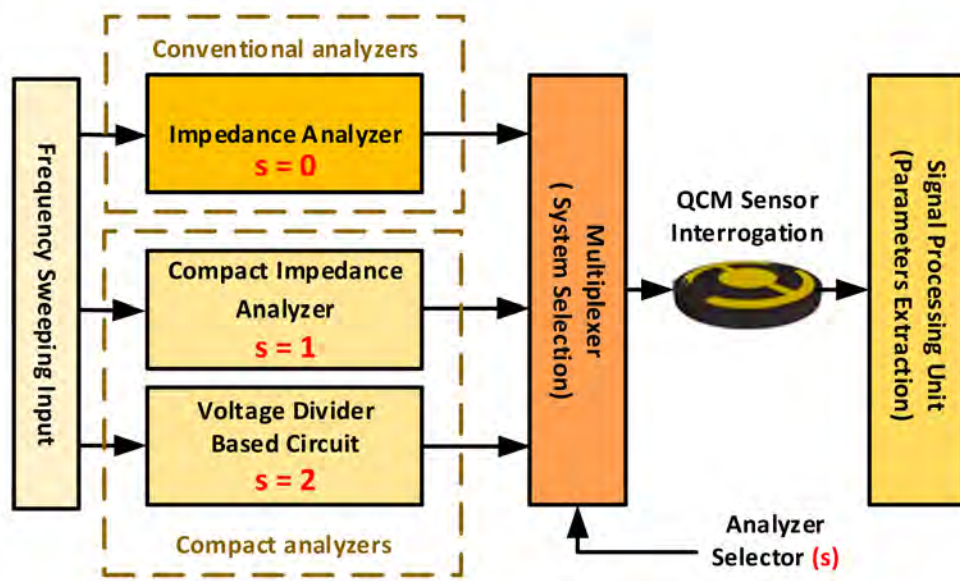 Conventional analyzers
Frequency Sweeping Input
Impedance Analyzer
s = 0
Compact Impedance
Analyzer
s = 1
Voltage Divider
Based Circuit
s = 2
Compact analyzers
Multiplexer
( System Selection)
QCM Sensor
Interrogation
Signal Processing Unit
(Parameters Extraction)
Analyzer
Selector (s)